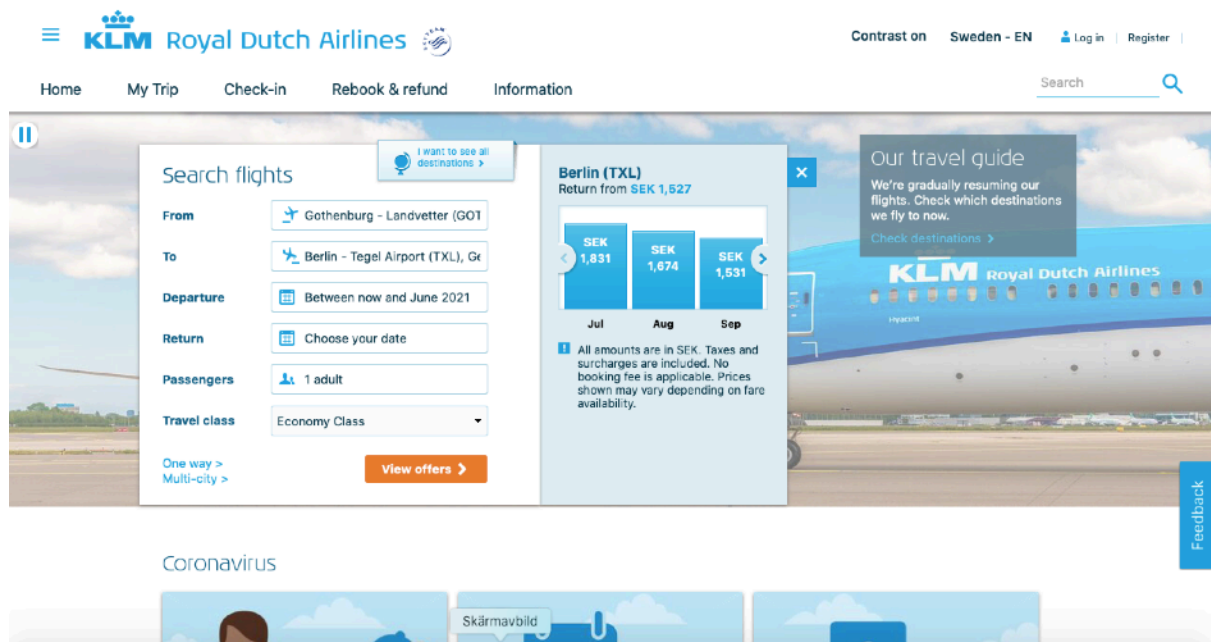 KLM Royal Dutch Airlines
Contrast on Sweden - EN Log in Register
Home My Trip Check-in Rebook & refund Information
Search
Search flights
I want to see all
destinations >
From Gothenburg - Landvetter (GOT
To Berlin - Tegel Airport (TXL), Ge
Departure Between now and June 2021
Return Choose your date
Passengers 1 adult
Travel class Economy Class
One way >
Multi-city >
View offers
Berlin (TXL)
Return from SEK 1,527
SEK
1,831
SEK
1,674
SEK
1,531
Jul Aug Sep
All amounts are in SEK. Taxes and
surcharges are included. No
booking fee is applicable. Prices
shown may vary depending on fare
availability.
Our travel guide
We're gradually resuming our
flights. Check which destinations
we fly to now.
Check destinations >
KLM Royal Dutch Airlines
Hyacint
Feedback
Coronavirus
Skärmavbild